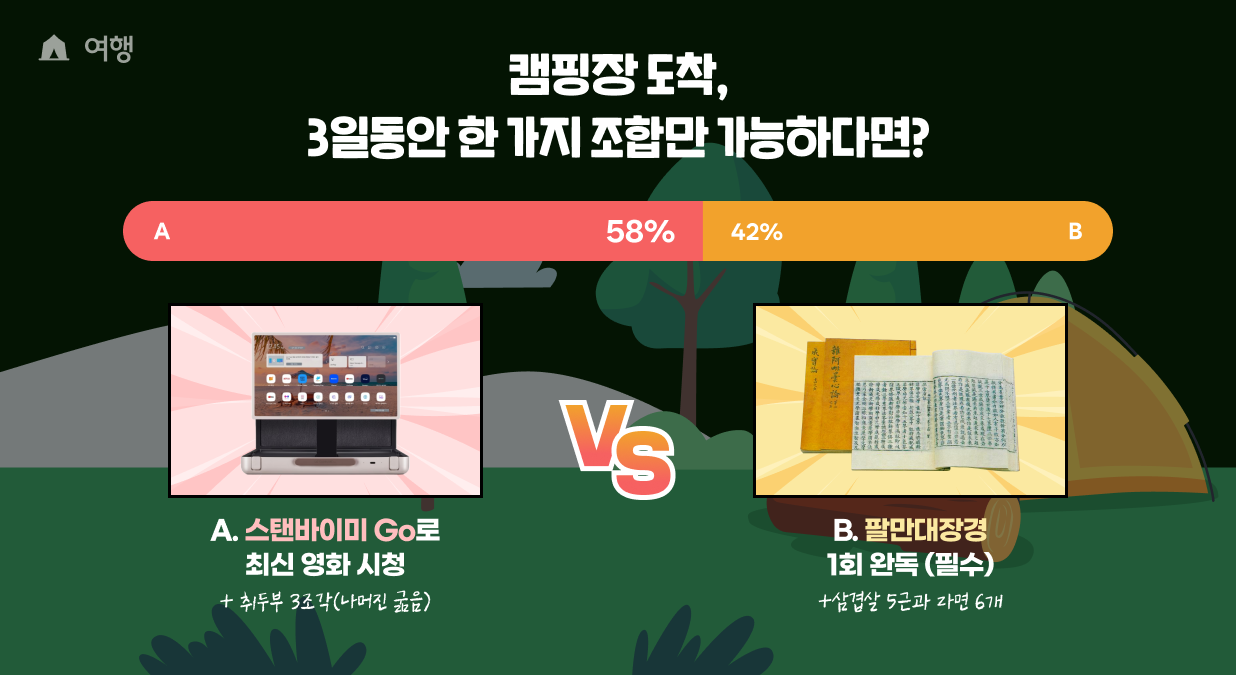 여행
캠핑장 도착,
3일동안 한 가지 조합만 가능하다면?
A 58% 42% B
VS
A. 스탠바이미 Go로
최신 영화 시청
+ 취두부 3조각(나머진 굶음)
B. 팔만대장경
1회 완독 (필수)
+삼겹살 5근과 라면 6개